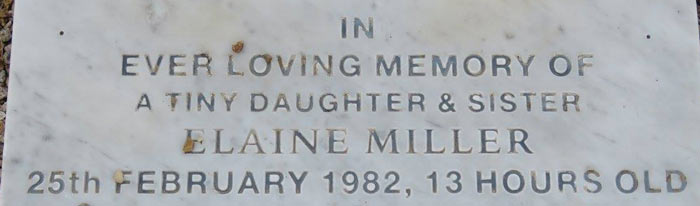 IN
EVER LOVING MEMORY OF
A TINY DAUGHTER & SISTER
ELAINE MILLER
25th FEBRUARY 1982, 13 HOURS OLD